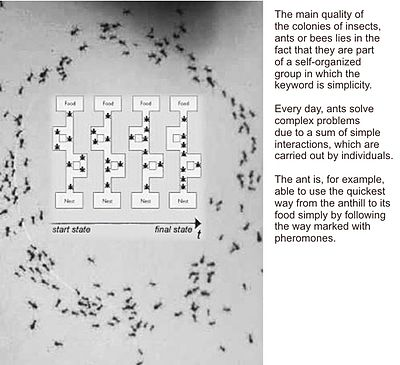 The main quality of
the colonies of insects,
ants or bees lies in the
fact that they are part
of a self-organized
group in which the
keyword is simplicity.
Every day, ants solve
complex problems
due to a sum of simple
interactions, which are
carried out by individuals.
The ant is, for example,
able to use the quickest
way from the anthill to its
food simply by following
the way marked with
pheromones.
Food Food Food Food
Nest Nest Nest Nest
start state final state t